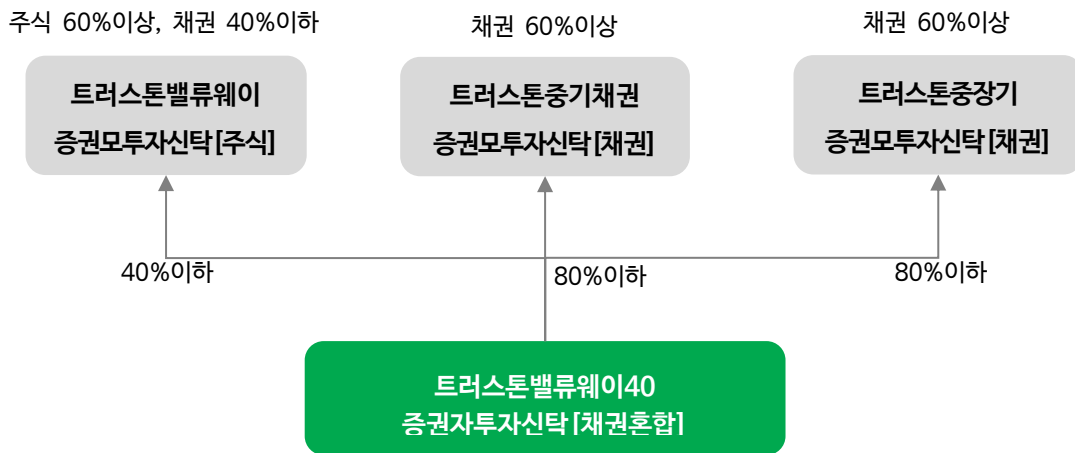 주식 60%이상, 채권 40%이하
채권 60%이상
채권 60%이상
트러스톤밸류웨이
증권모투자신탁[주식]
트러스톤중기채권
증권모투자신탁[채권]
트러스톤중장기
증권모투자신탁[채권]
40%이하
80%이하
80%이하
트러스톤밸류웨이40
증권자투자신탁[채권혼합]